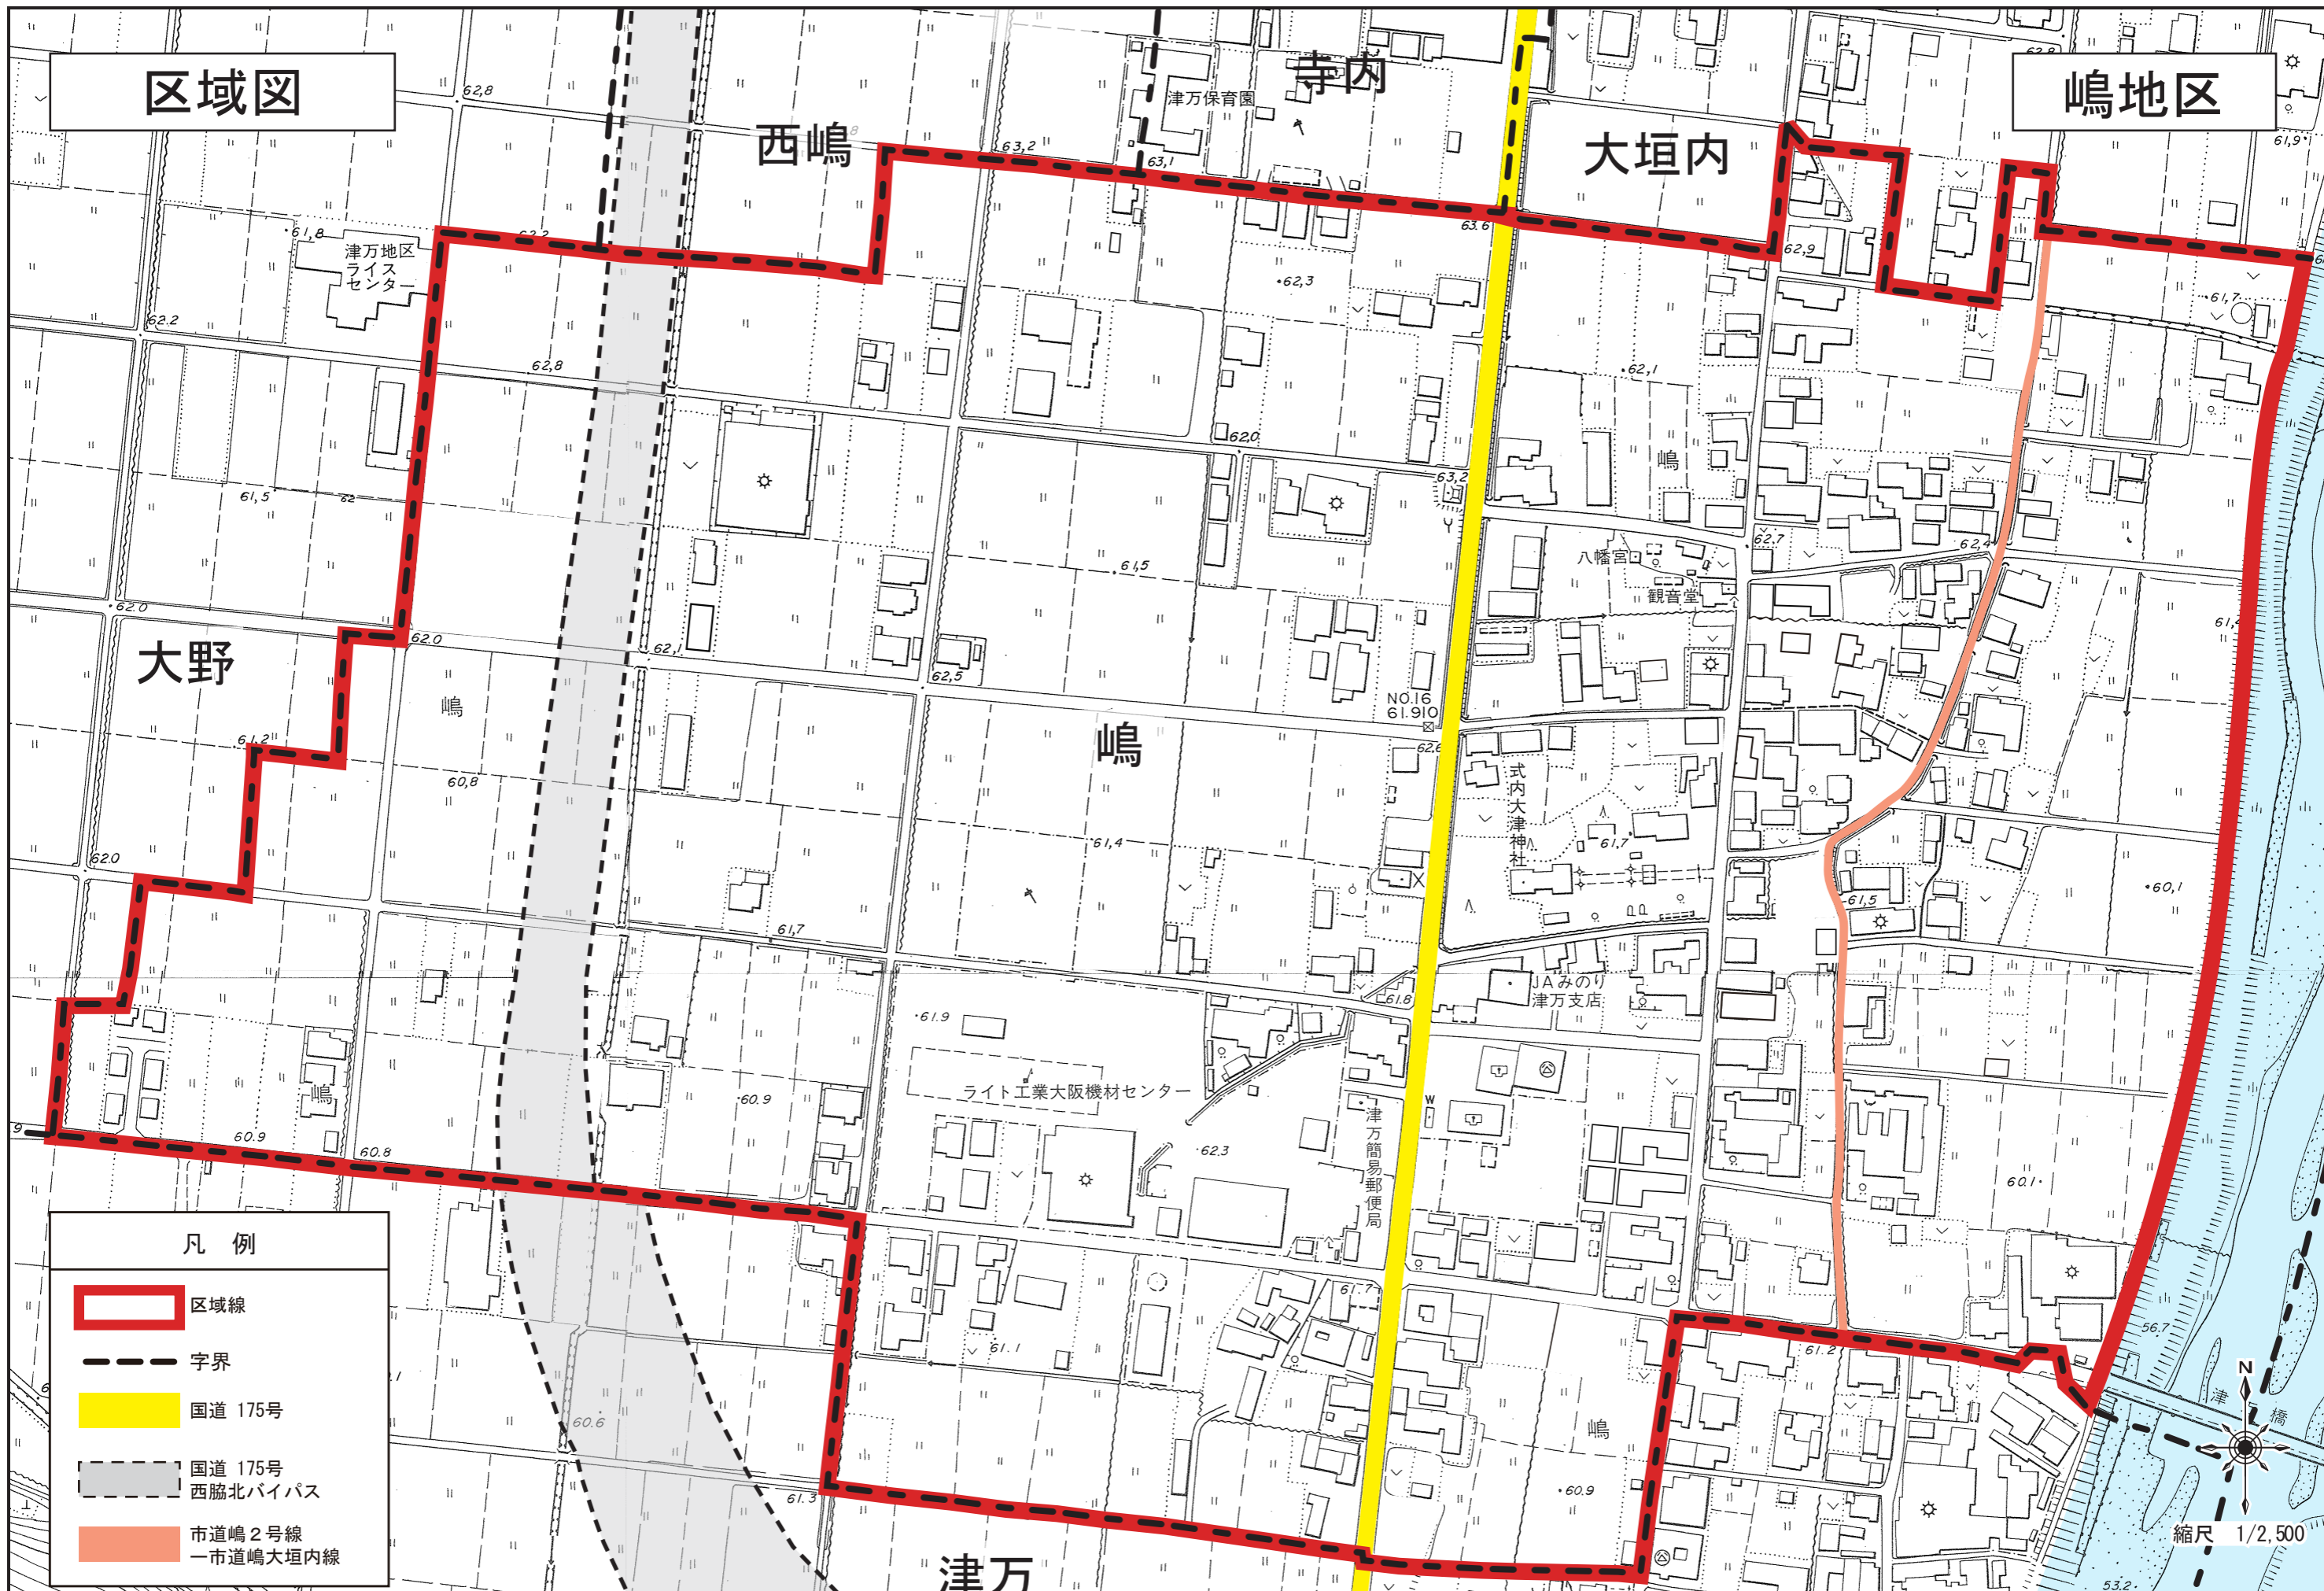 区域図
嶋地区
寺内
津万保育園
西嶋
大垣内
62,8
62.8
61,9
63,2
63,1
63.6
62,9
61,8
62.2
津万地区
ライス
センター
62,3
61,7
62.2
62,8
62,1
62,0
63,2
嶋
61,5
62
八幡宮
観音堂
62.7
62,4
61,5
62.0
62.0
62,1
62,5
大野
嶋
NO.16
61.910
62.6
嶋
61,2
60,8
式内大津神社
61,7
61,4
62.0
60,1
61,5
61,7
JAみのり
津万支店
61.8
61.9
ライト工業大阪機材センター
60.9
嶋
60.9
60.8
津万簡易郵便局
62.3
60.1
61.7
61.1
61.2
56.7
60.6
嶋
60.9
61.3
津万
津
橋
N
縮尺 1/2,500
53.2
凡 例
区域線
字界
国道 175号
国道 175号
西脇北バイパス
市道嶋2号線
ー市道嶋大垣内線